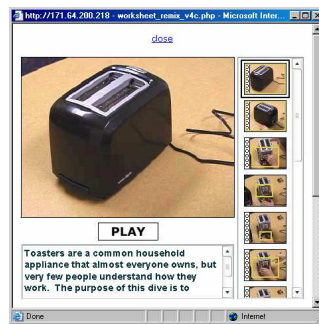 http://171.64.200.218 - worksheet_remix_v4c.php - Microsoft Inter...
close
PLAY
Toasters are a common household
appliance that almost everyone owns, but
very few people understand how they
work. The purpose of this dive is to
Done
Internet